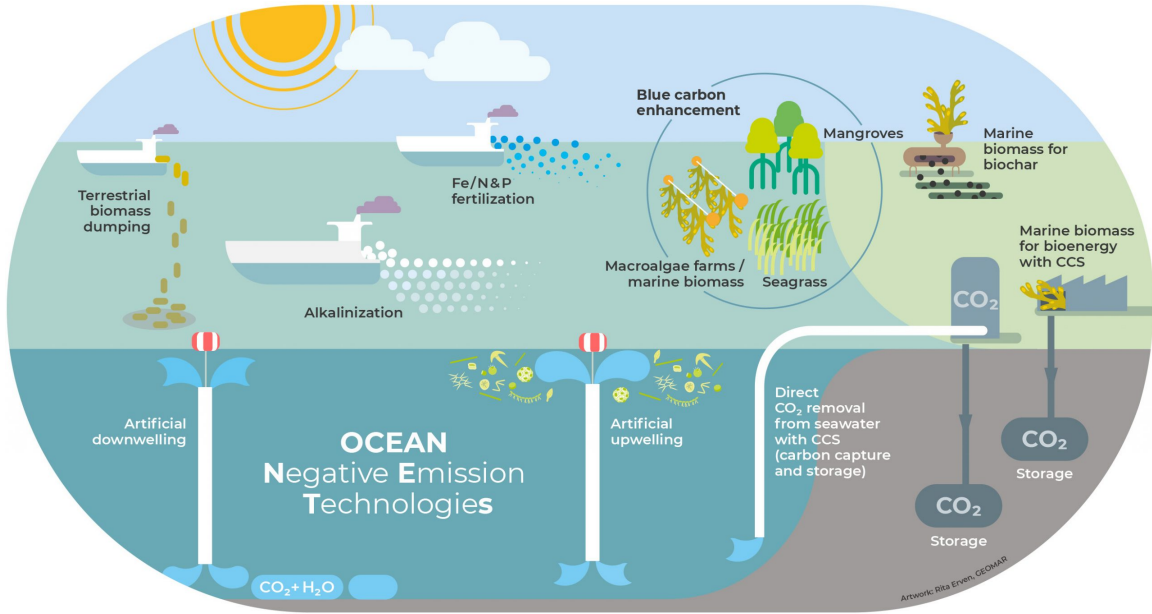 Blue carbon
enhancement
Mangroves
Marine
biomass for
biochar
Terrestrial
biomass
dumping
Fe/N&P
fertilization
Marine biomass
for bioenergy
with CCS
Macroalgae farms /
marine biomass
Seagrass
CO₂
Alkalinization
Artificial
downwelling
OCEAN
Negative Emission
Technologies
Artificial
upwelling
Direct
CO₂ removal
from seawater
with CCS
(carbon capture
and storage)
CO₂
Storage
CO₂
Storage
CO₂+H₂O
Artwork: Rita Erven, GEOMAR